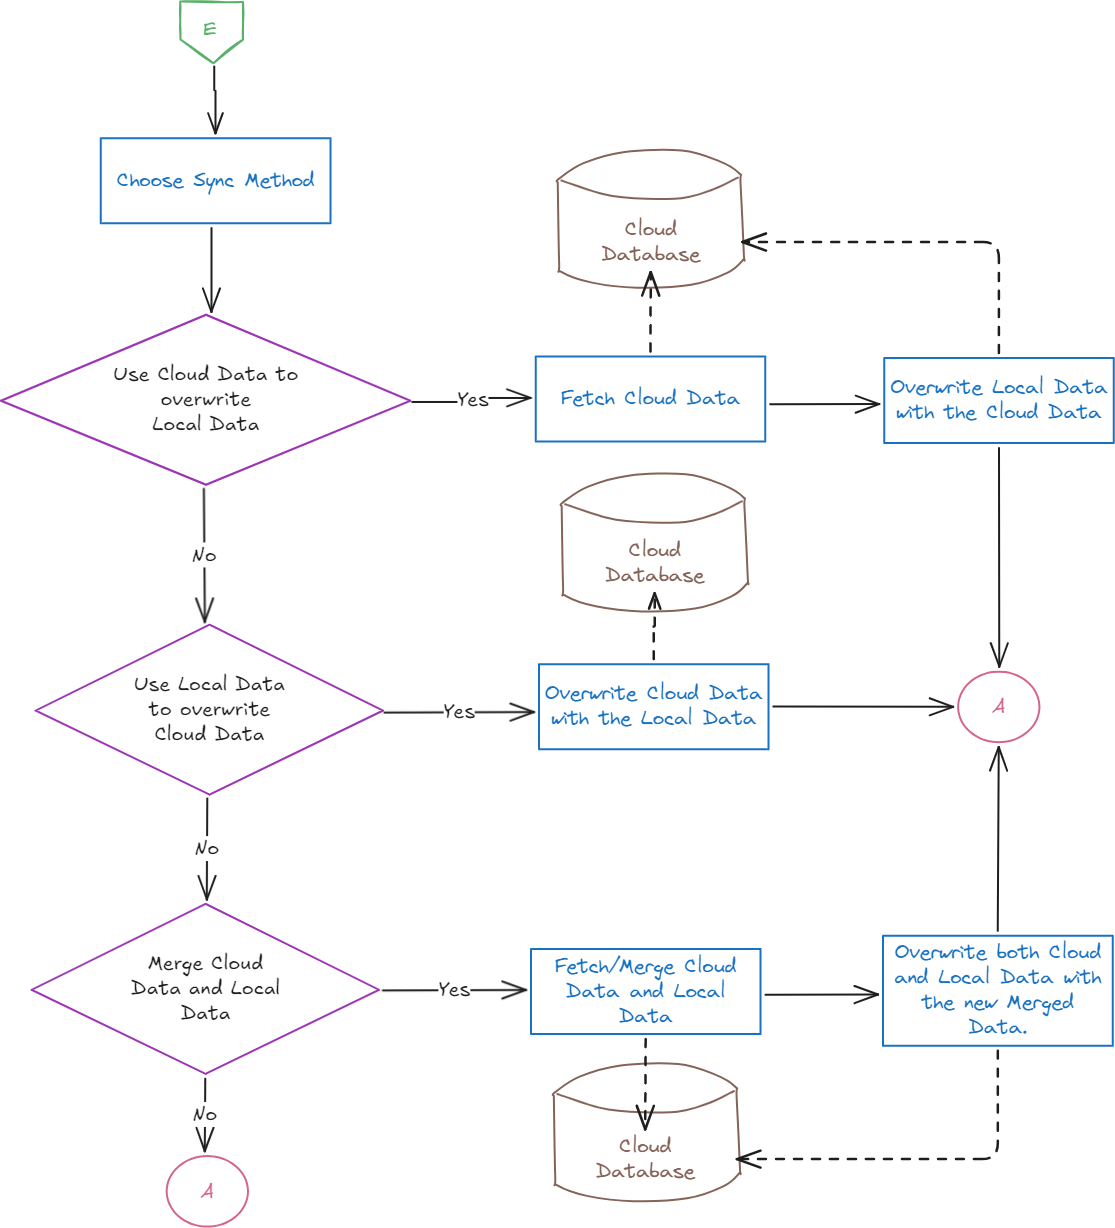 E
Choose Sync Method
Cloud
Database
Use Cloud Data to
overwrite
Local Data
Yes
Fetch Cloud Data
Overwrite Local Data
with the Cloud Data
No
Cloud
Database
Use Local Data
to overwrite
Cloud Data
Yes
Overwrite Cloud Data
with the Local Data
A
No
Merge Cloud
Data and Local
Data
Yes
Fetch/Merge Cloud
Data and Local
Data
Overwrite both Cloud
and Local Data with
the new Merged
Data.
No
Cloud
Database
A